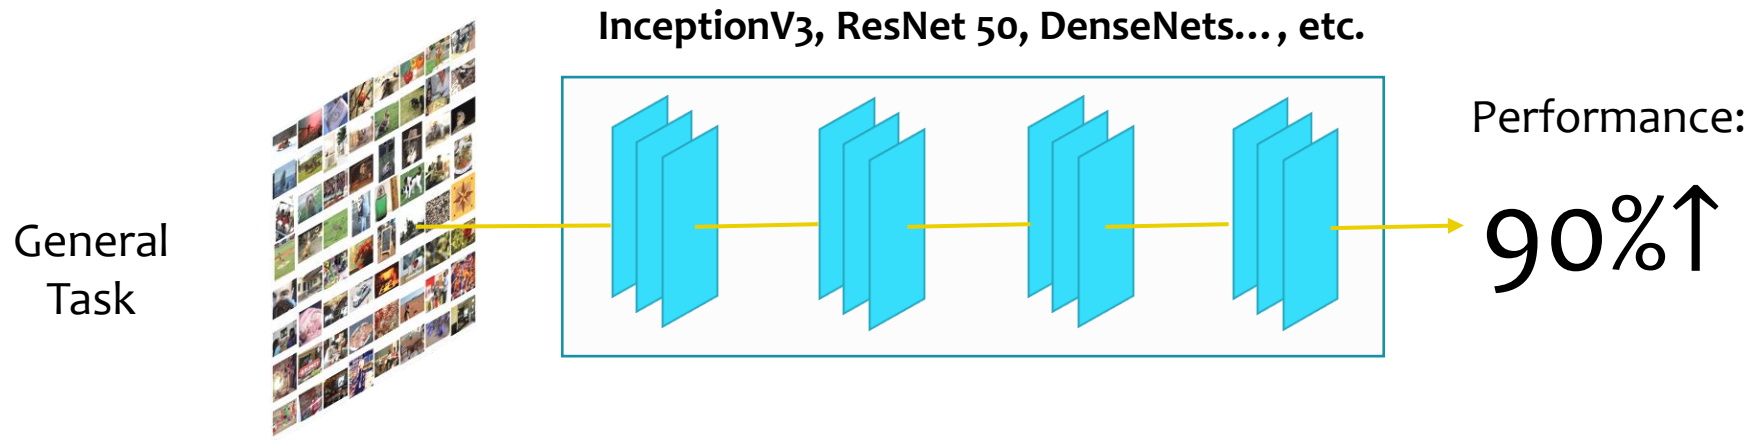 InceptionV3, ResNet 50, DenseNets..., etc.
General
Task
Performance:
90%↑